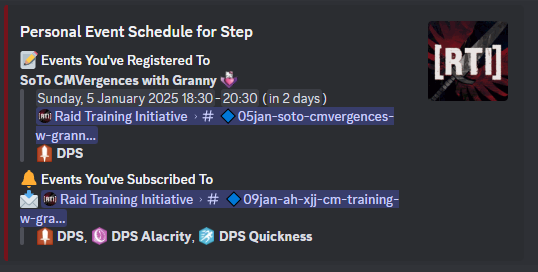 Personal Event Schedule for Step
[RTI]
📝 Events You've Registered To
SoTo CMVergences with Granny 💝
Sunday, 5 January 2025 18:30 - 20:30 ( in 2 days )
[RTI] Raid Training Initiative › # 🔷05jan-soto-cmvergences-
w-grann...
DPS
🔔 Events You've Subscribed To
📩 [RTI] Raid Training Initiative › # 🔷09jan-ah-xjj-cm-training-
w-gra...
DPS, DPS Alacrity, DPS Quickness